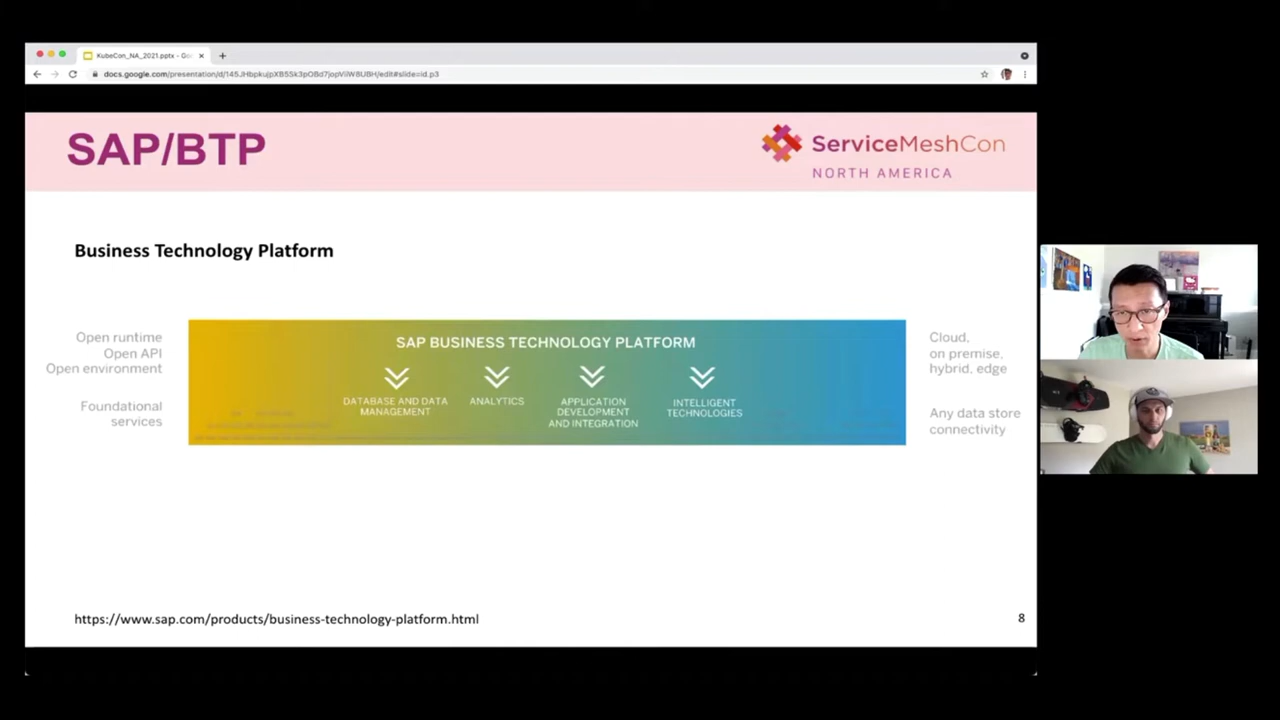 KubeCon_NA_2021.pptx - Goo
SAP/BTP
ServiceMeshCon
NORTH AMERICA
Business Technology Platform
Open runtime
Open API
Open environment
Foundational
services
SAP BUSINESS TECHNOLOGY PLATFORM
DATABASE AND DATA
MANAGEMENT
ANALYTICS
APPLICATION
DEVELOPMENT
AND INTEGRATION
INTELLIGENT
TECHNOLOGIES
Cloud,
on premise,
hybrid, edge
Any data store
connectivity
https://www.sap.com/products/business-technology-platform.html
8